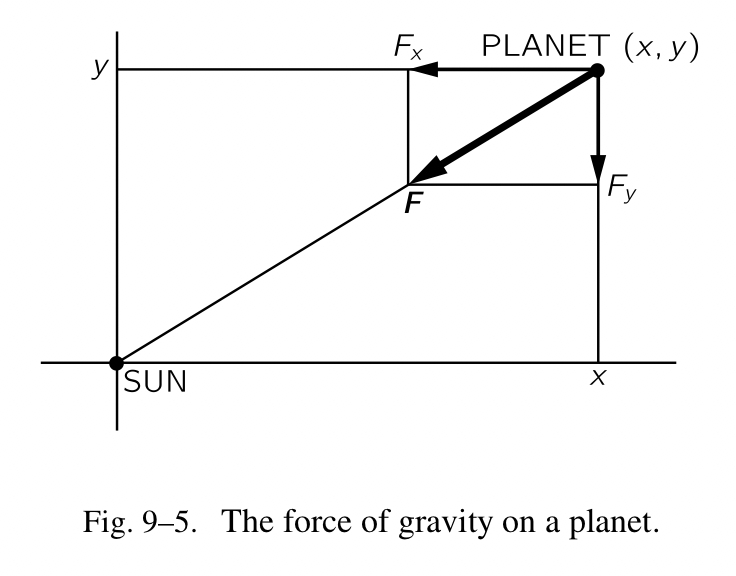 F_x PLANET (x, y)
y
F_y
F
SUN
x
Fig. 9–5. The force of gravity on a planet.